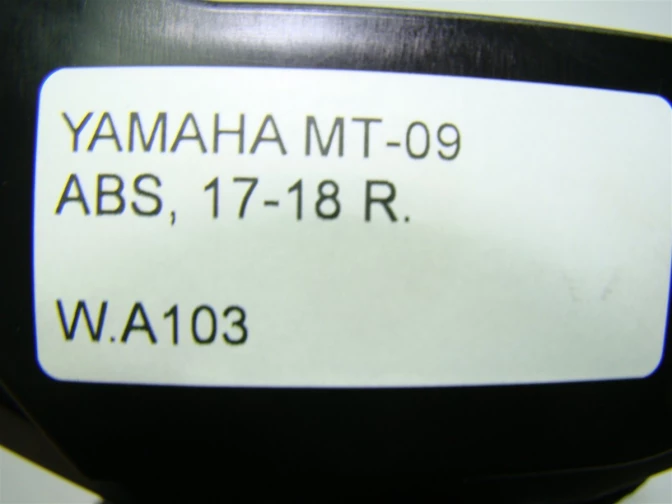 YAMAHA MT-09
ABS, 17-18 R.
W.A103